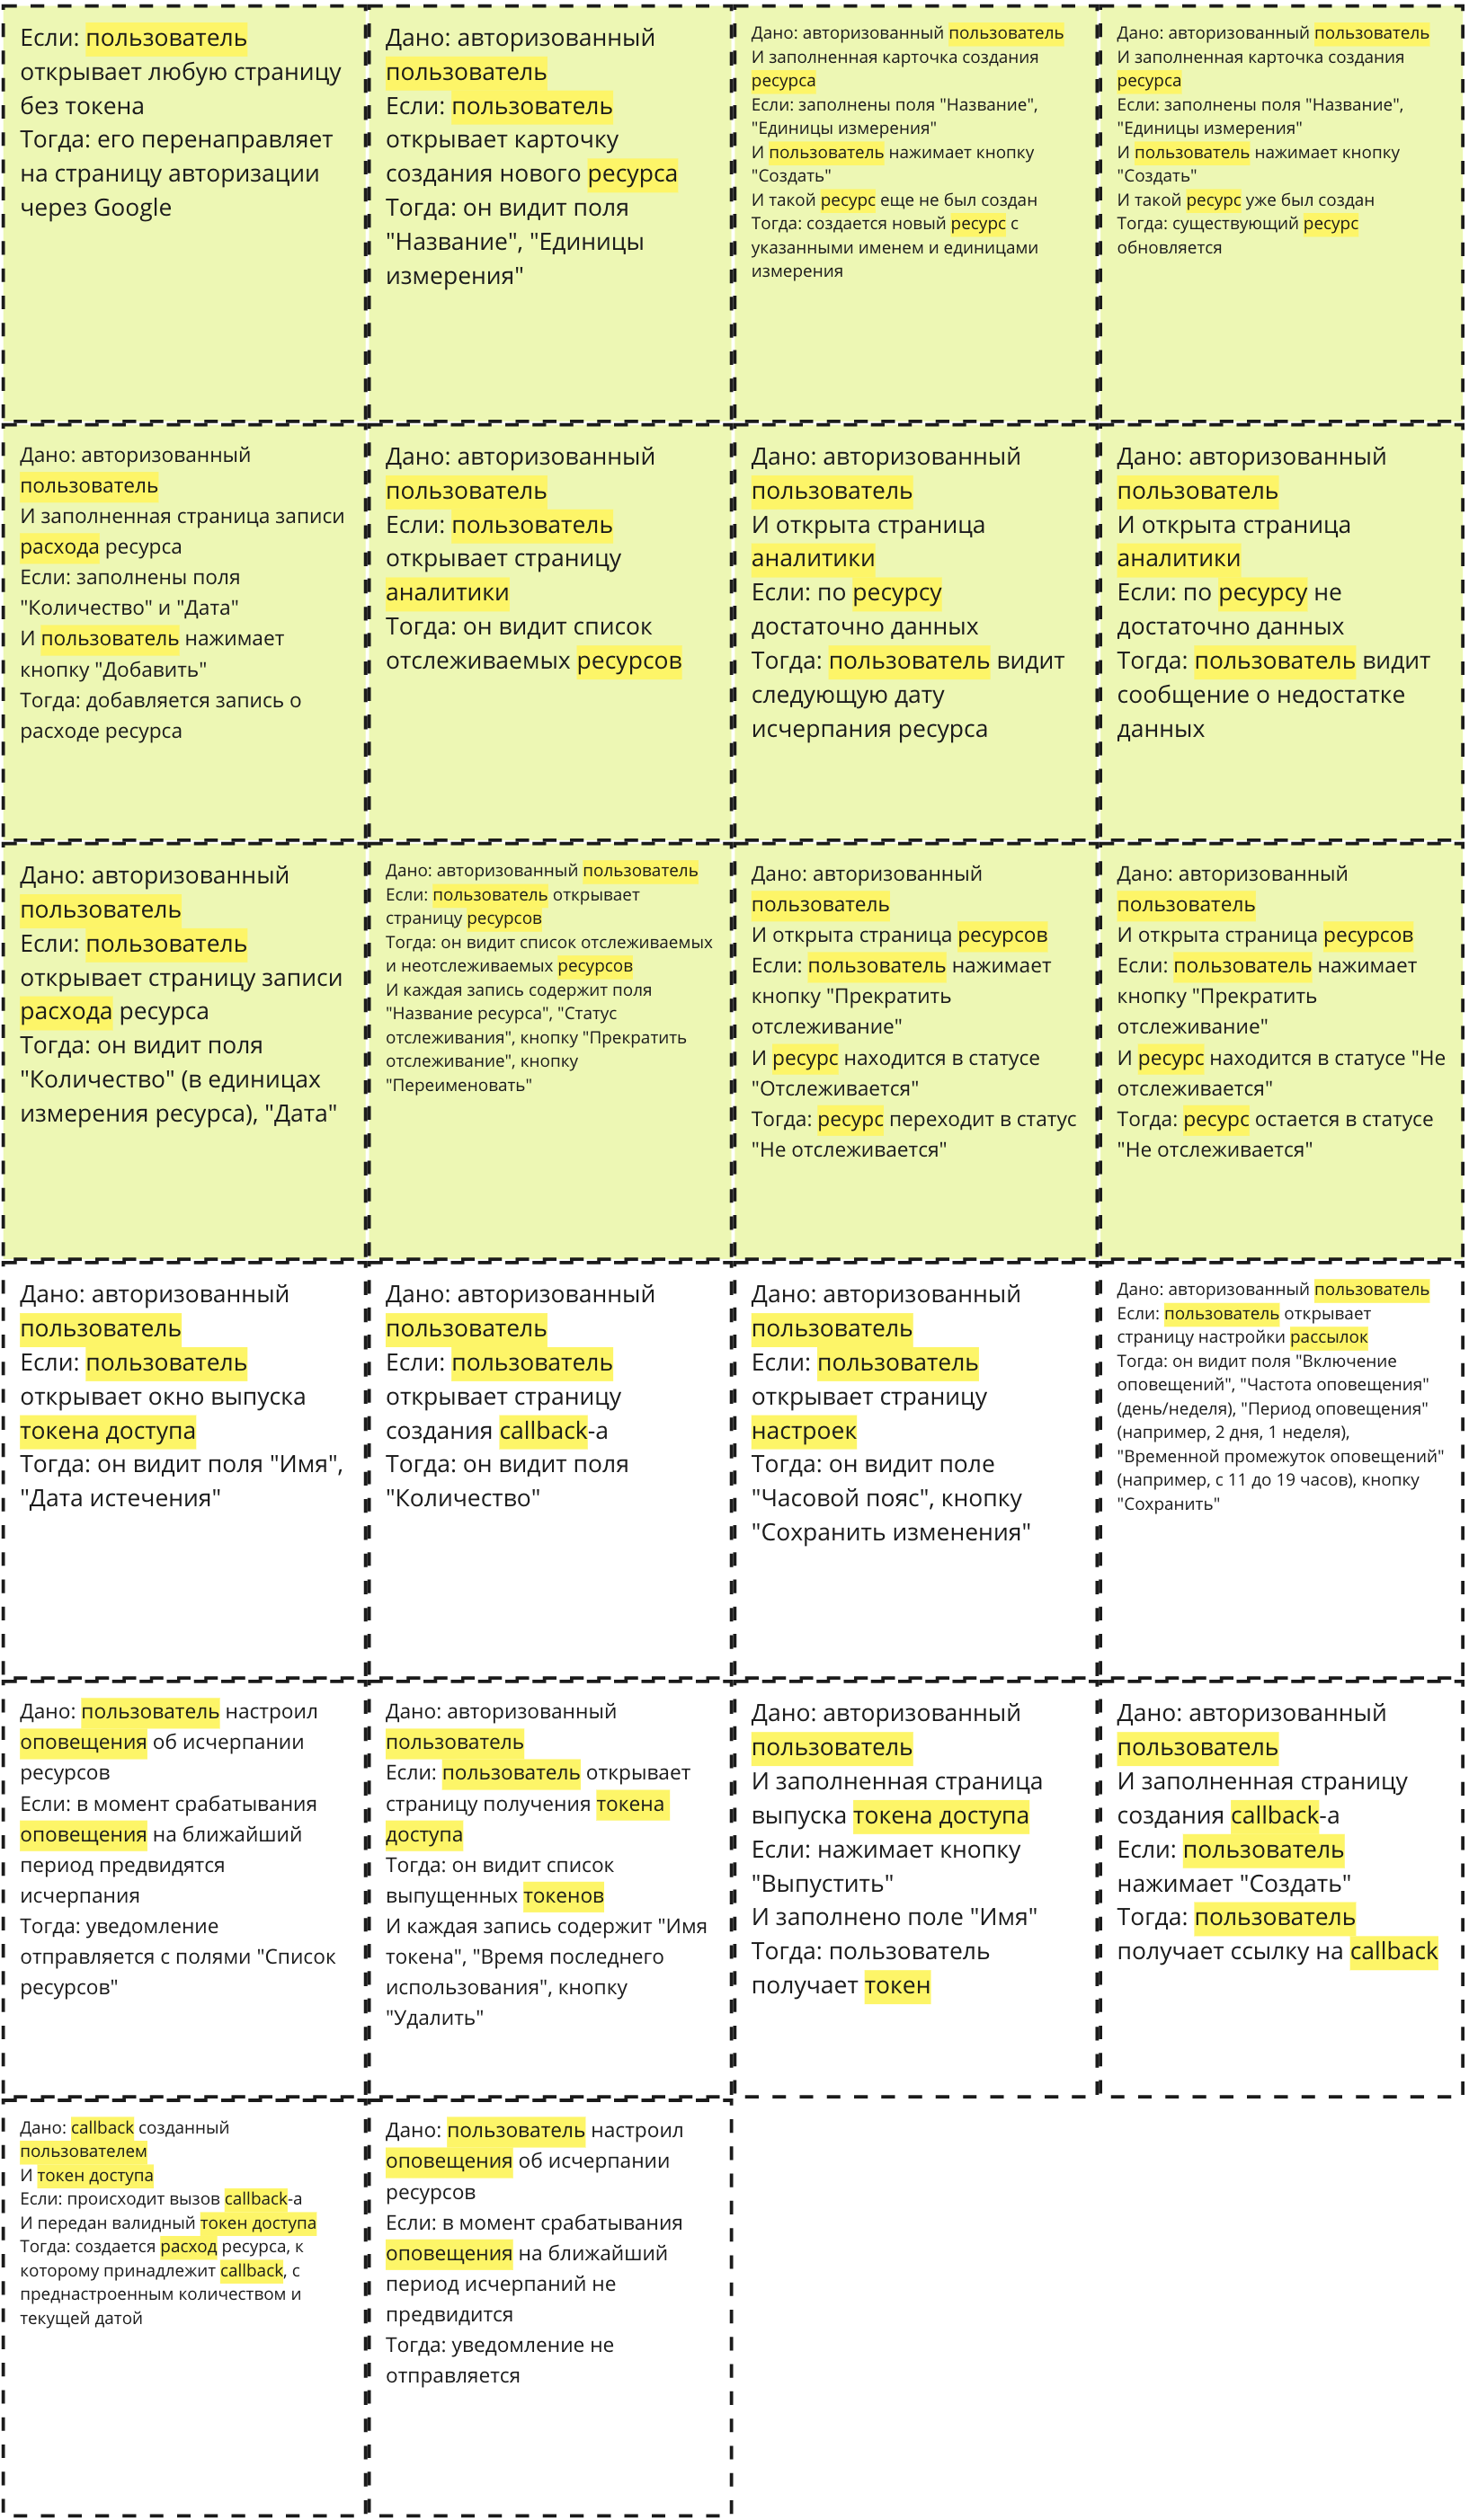 Если: пользователь
открывает любую страницу
без токена
Тогда: его перенаправляет
на страницу авторизации
через Google
Дано: авторизованный
пользователь
Если: пользователь
открывает карточку
создания нового ресурса
Тогда: он видит поля
"Название", "Единицы
измерения"
Дано: авторизованный пользователь
И заполненная карточка создания
ресурса
Если: заполнены поля "Название",
"Единицы измерения"
И пользователь нажимает кнопку
"Создать"
И такой ресурс еще не был создан
Тогда: создается новый ресурс с
указанными именем и единицами
измерения
Дано: авторизованный пользователь
И заполненная карточка создания
ресурса
Если: заполнены поля "Название",
"Единицы измерения"
И пользователь нажимает кнопку
"Создать"
И такой ресурс уже был создан
Тогда: существующий ресурс
обновляется
Дано: авторизованный
пользователь
И заполненная страница записи
расхода ресурса
Если: заполнены поля
"Количество" и "Дата"
И пользователь нажимает
кнопку "Добавить"
Тогда: добавляется запись о
расходе ресурса
Дано: авторизованный
пользователь
Если: пользователь
открывает страницу
аналитики
Тогда: он видит список
отслеживаемых ресурсов
Дано: авторизованный
пользователь
И открыта страница
аналитики
Если: по ресурсу
достаточно данных
Тогда: пользователь видит
следующую дату
исчерпания ресурса
Дано: авторизованный
пользователь
И открыта страница
аналитики
Если: по ресурсу не
достаточно данных
Тогда: пользователь видит
сообщение о недостатке
данных
Дано: авторизованный
пользователь
Если: пользователь
открывает страницу записи
расхода ресурса
Тогда: он видит поля
"Количество" (в единицах
измерения ресурса), "Дата"
Дано: авторизованный пользователь
Если: пользователь открывает
страницу ресурсов
Тогда: он видит список отслеживаемых
и неотслеживаемых ресурсов
И каждая запись содержит поля
"Название ресурса", "Статус
отслеживания", кнопку "Прекратить
отслеживание", кнопку
"Переименовать"
Дано: авторизованный
пользователь
И открыта страница ресурсов
Если: пользователь нажимает
кнопку "Прекратить
отслеживание"
И ресурс находится в статусе
"Отслеживается"
Тогда: ресурс переходит в статус
"Не отслеживается"
Дано: авторизованный
пользователь
И открыта страница ресурсов
Если: пользователь нажимает
кнопку "Прекратить
отслеживание"
И ресурс находится в статусе "Не
отслеживается"
Тогда: ресурс остается в статусе
"Не отслеживается"
Дано: авторизованный
пользователь
Если: пользователь
открывает окно выпуска
токена доступа
Тогда: он видит поля "Имя",
"Дата истечения"
Дано: авторизованный
пользователь
Если: пользователь
открывает страницу
создания callback-а
Тогда: он видит поля
"Количество"
Дано: авторизованный
пользователь
Если: пользователь
открывает страницу
настроек
Тогда: он видит поле
"Часовой пояс", кнопку
"Сохранить изменения"
Дано: авторизованный пользователь
Если: пользователь открывает
страницу настройки рассылок
Тогда: он видит поля "Включение
оповещений", "Частота оповещения"
(день/неделя), "Период оповещения"
(например, 2 дня, 1 неделя),
"Временной промежуток оповещений"
(например, с 11 до 19 часов), кнопку
"Сохранить"
Дано: пользователь настроил
оповещения об исчерпании
ресурсов
Если: в момент срабатывания
оповещения на ближайший
период предвидятся
исчерпания
Тогда: уведомление
отправляется с полями "Список
ресурсов"
Дано: авторизованный
пользователь
Если: пользователь открывает
страницу получения токена
доступа
Тогда: он видит список
выпущенных токенов
И каждая запись содержит "Имя
токена", "Время последнего
использования", кнопку
"Удалить"
Дано: авторизованный
пользователь
И заполненная страница
выпуска токена доступа
Если: нажимает кнопку
"Выпустить"
И заполнено поле "Имя"
Тогда: пользователь
получает токен
Дано: авторизованный
пользователь
И заполненная страницу
создания callback-а
Если: пользователь
нажимает "Создать"
Тогда: пользователь
получает ссылку на callback
Дано: callback созданный
пользователем
И токен доступа
Если: происходит вызов callback-а
И передан валидный токен доступа
Тогда: создается расход ресурса, к
которому принадлежит callback, с
преднастроенным количеством и
текущей датой
Дано: пользователь настроил
оповещения об исчерпании
ресурсов
Если: в момент срабатывания
оповещения на ближайший
период исчерпаний не
предвидится
Тогда: уведомление не
отправляется